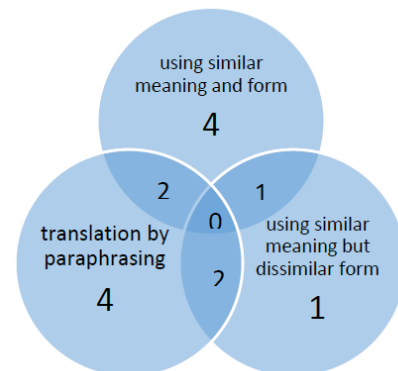 using similar
meaning and form
4
2
1
0
translation by
paraphrasing
4
2
using similar
meaning but
dissimilar form
1